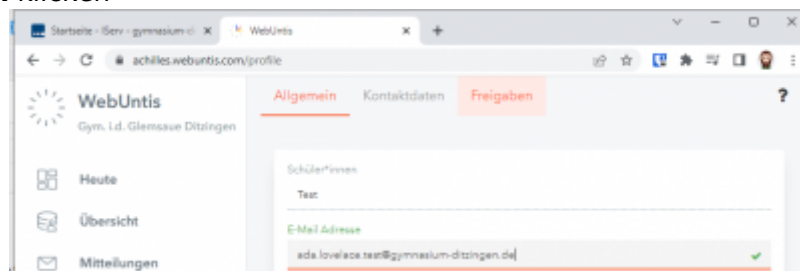 Startseite - IServ - gymnasium-di
WebUntis
achilles.webuntis.com/profile
WebUntis
Gym. i.d. Glemsaue Ditzingen
Allgemein Kontaktdaten Freigaben ?
Heute
Übersicht
Mitteilungen
Schüler*innen
Test
E-Mail Adresse
ada.lovelace.test@gymnasium-ditzingen.de